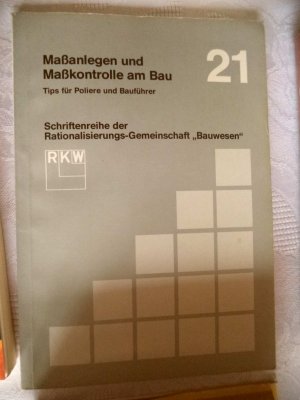 Maßanlegen und
Maßkontrolle am Bau
21
Tips für Poliere und Bauführer
Schriftenreihe der
Rationalisierungs-Gemeinschaft „Bauwesen“
RKW